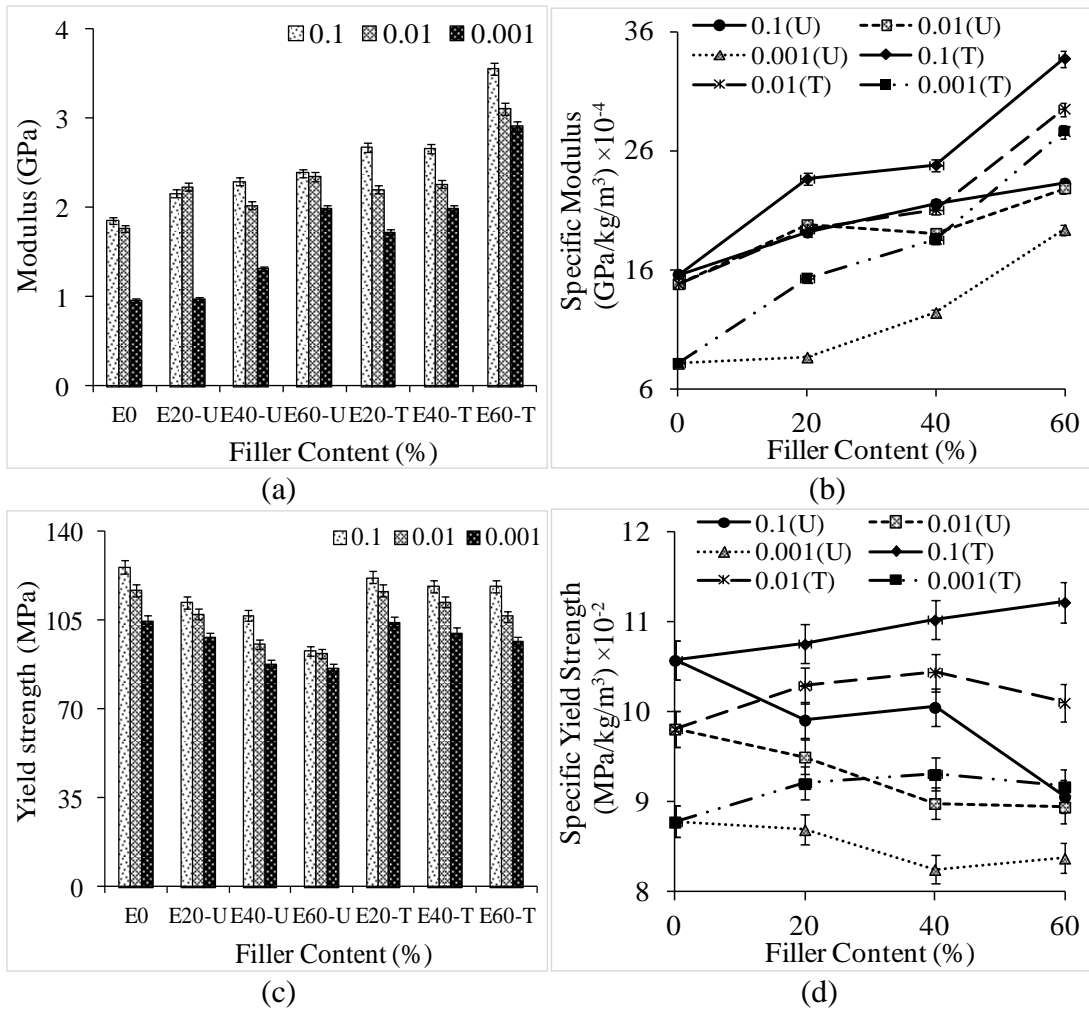 4
3
2
1
0
Modulus (GPa)
0.1 0.01 0.001
E0 E20-U E40-U E60-U E20-T E40-T E60-T
Filler Content (%)
(a)
36
26
16
6
Specific Modulus
(GPa/kg/m³) ×10⁻⁴
0.1(U) 0.01(U)
0.001(U) 0.1(T)
0.01(T) 0.001(T)
0 20 40 60
Filler Content (%)
(b)
140
105
70
35
0
Yield strength (MPa)
0.1 0.01 0.001
E0 E20-U E40-U E60-U E20-T E40-T E60-T
Filler Content (%)
(c)
12
11
10
9
8
Specific Yield Strength
(MPa/kg/m³) ×10⁻²
0.1(U) 0.01(U)
0.001(U) 0.1(T)
0.01(T) 0.001(T)
0 20 40 60
Filler Content (%)
(d)